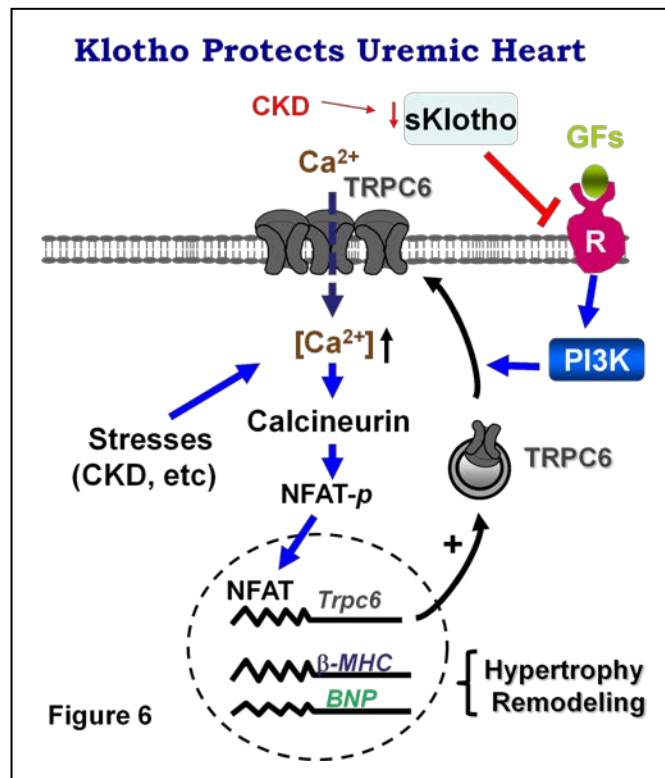 Klotho Protects Uremic Heart
CKD
↓sKlotho
GFs
Ca²⁺
TRPC6
R
[Ca²⁺]↑
PI3K
Stresses
(CKD, etc)
Calcineurin
TRPC6
NFAT-p
+
NFAT
Trpc6
β-MHC
BNP
Hypertrophy
Remodeling
Figure 6